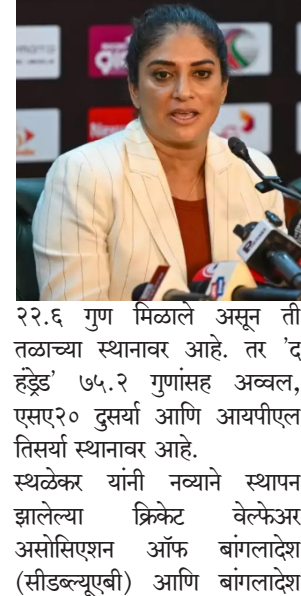 २२.६ गुण मिळाले असून ती
तळाच्या स्थानावर आहे. तर 'द
हंड्रेड' ७५.२ गुणांसह अव्वल,
एसए२० दुसर्या आणि आयपीएल
तिसर्या स्थानावर आहे.
स्थळेकर यांनी नव्याने स्थापन
झालेल्या क्रिकेट वेल्फेअर
असोसिएशन ऑफ बांगलादेश
(सीडब्ल्यूएबी) आणि बांगलादेश